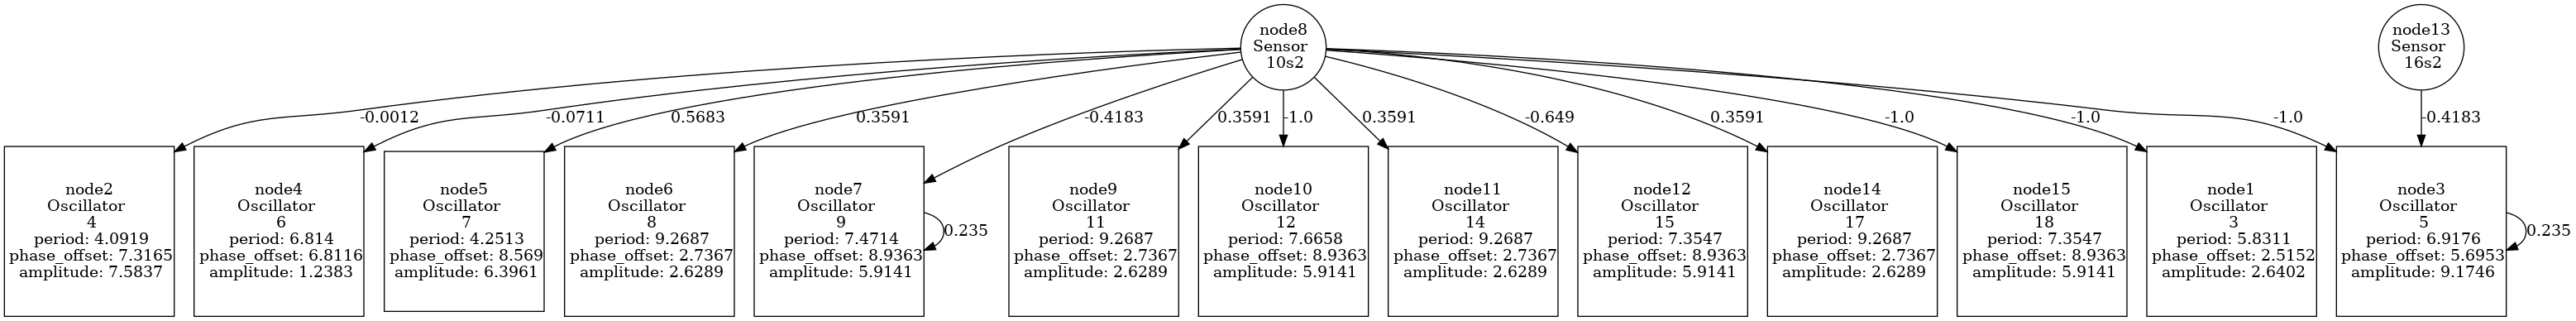 node8
Sensor
10s2
node13
Sensor
16s2
-0.0012
-0.0711
0.5683
0.3591
-0.4183
0.3591
-1.0
0.3591
-0.649
0.3591
-1.0
-1.0
-1.0
-0.4183
node2
Oscillator
4
period: 4.0919
phase_offset: 7.3165
amplitude: 7.5837
node4
Oscillator
6
period: 6.814
phase_offset: 6.8116
amplitude: 1.2383
node5
Oscillator
7
period: 4.2513
phase_offset: 8.569
amplitude: 6.3961
node6
Oscillator
8
period: 9.2687
phase_offset: 2.7367
amplitude: 2.6289
node7
Oscillator
9
period: 7.4714
phase_offset: 8.9363
amplitude: 5.9141
0.235
node9
Oscillator
11
period: 9.2687
phase_offset: 2.7367
amplitude: 2.6289
node10
Oscillator
12
period: 7.6658
phase_offset: 8.9363
amplitude: 5.9141
node11
Oscillator
14
period: 9.2687
phase_offset: 2.7367
amplitude: 2.6289
node12
Oscillator
15
period: 7.3547
phase_offset: 8.9363
amplitude: 5.9141
node14
Oscillator
17
period: 9.2687
phase_offset: 2.7367
amplitude: 2.6289
node15
Oscillator
18
period: 7.3547
phase_offset: 8.9363
amplitude: 5.9141
node1
Oscillator
3
period: 5.8311
phase_offset: 2.5152
amplitude: 2.6402
node3
Oscillator
5
period: 6.9176
phase_offset: 5.6953
amplitude: 9.1746
0.235